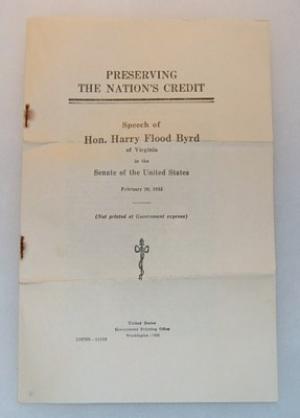 PRESERVING
THE NATION'S CREDIT
Speech of
Hon. Harry Flood Byrd
of Virginia
in the
Senate of the United States
February
(Not printed at Government expense)
United States
Government Printing Office
Washington